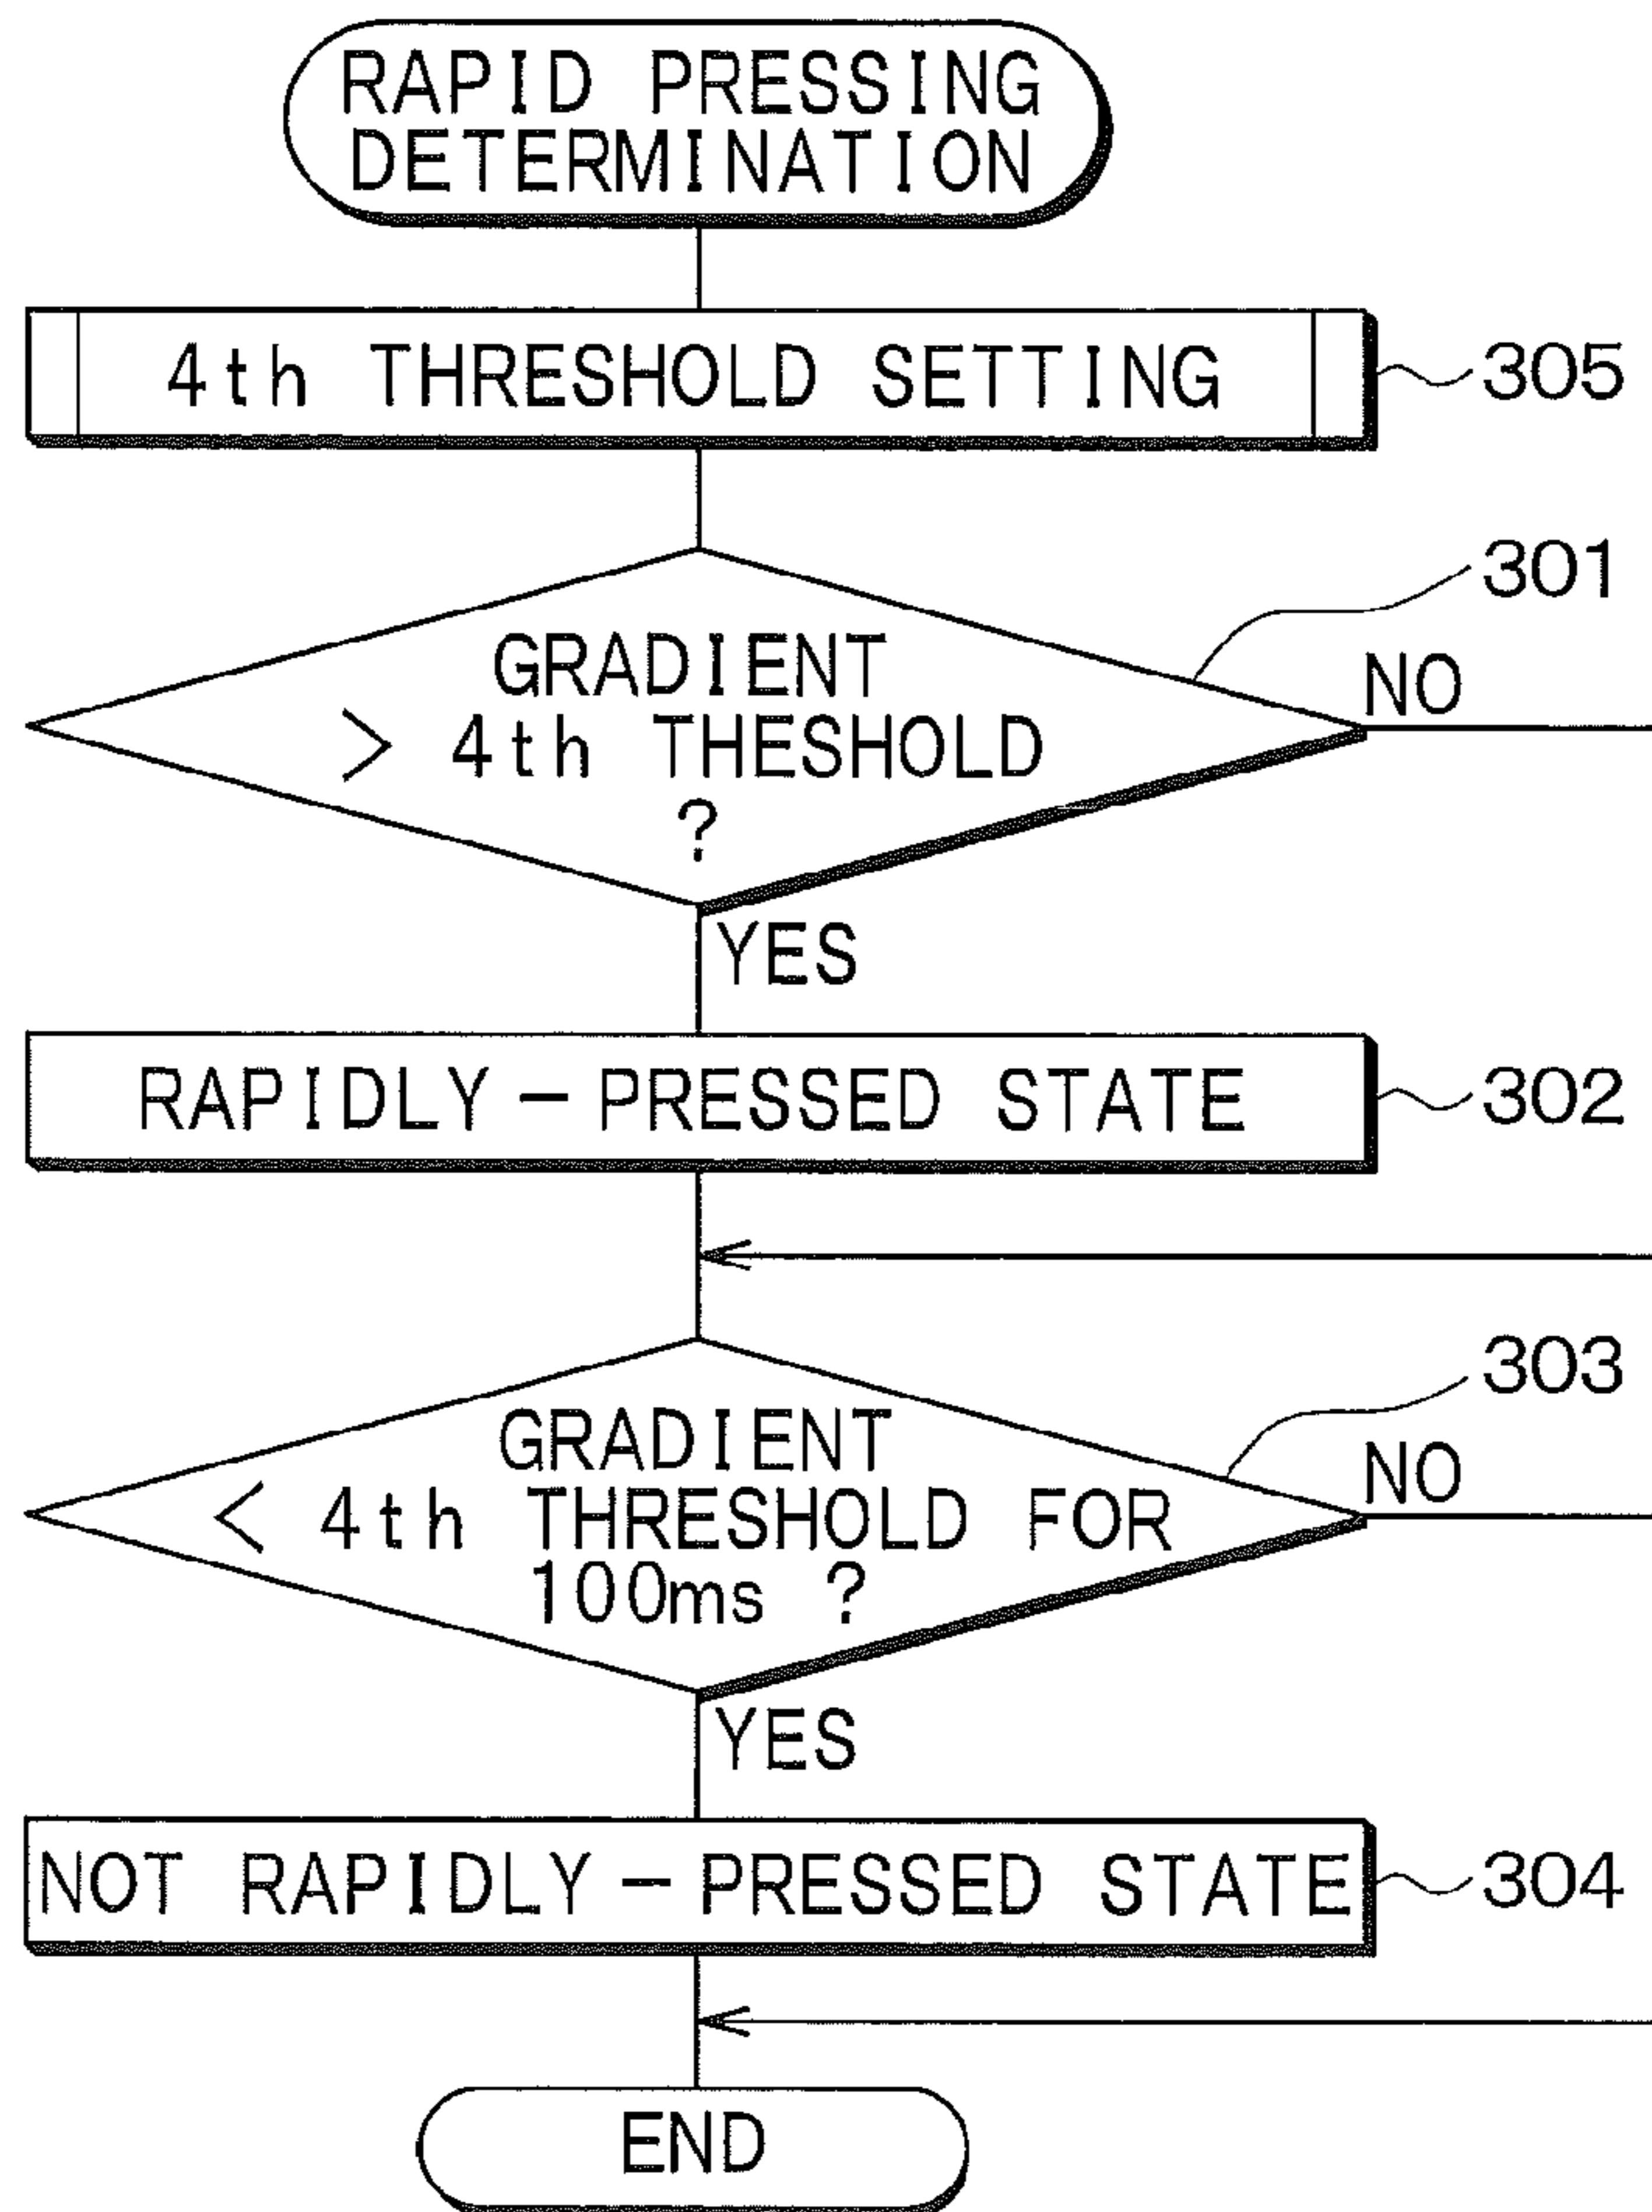 RAPID PRESSING
DETERMINATION
4th THRESHOLD SETTING
305
301
GRADIENT
> 4th THESHOLD
?
NO
YES
RAPIDLY-PRESSED STATE
302
303
GRADIENT
< 4th THRESHOLD FOR
100ms ?
NO
YES
NOT RAPIDLY-PRESSED STATE
304
END